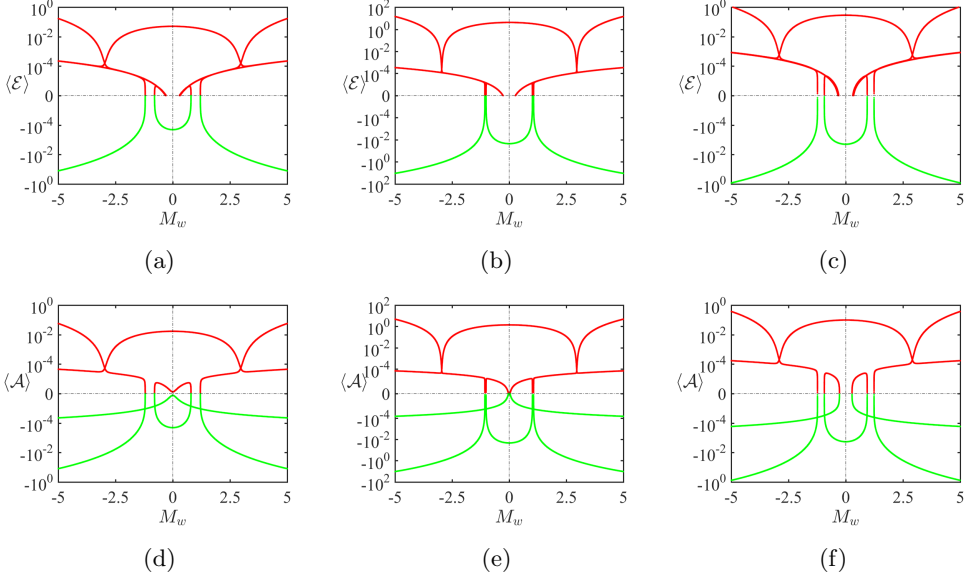 10^0 10^2 10^0
10^-2 10^0 10^-2
10^-4 10^-2 10^-4
⟨ℰ⟩ 10^-4 ⟨ℰ⟩ ⟨ℰ⟩
0 0 0
-10^-4 -10^-4 -10^-4
-10^-2 -10^-2 -10^-2
-10^0 -10^0 -10^0
-10^2
-5 -2.5 0 2.5 5 -5 -2.5 0 2.5 5 -5 -2.5 0 2.5 5
M_w M_w M_w
(a) (b) (c)
10^0 10^2 10^0
10^-2 10^0 10^-2
10^-4 10^-2 10^-4
⟨𝒜⟩ 10^-4 ⟨𝒜⟩ ⟨𝒜⟩
0 0 0
-10^-4 -10^-4 -10^-4
-10^-2 -10^-2 -10^-2
-10^0 -10^0 -10^0
-10^2
-5 -2.5 0 2.5 5 -5 -2.5 0 2.5 5 -5 -2.5 0 2.5 5
M_w M_w M_w
(d) (e) (f)